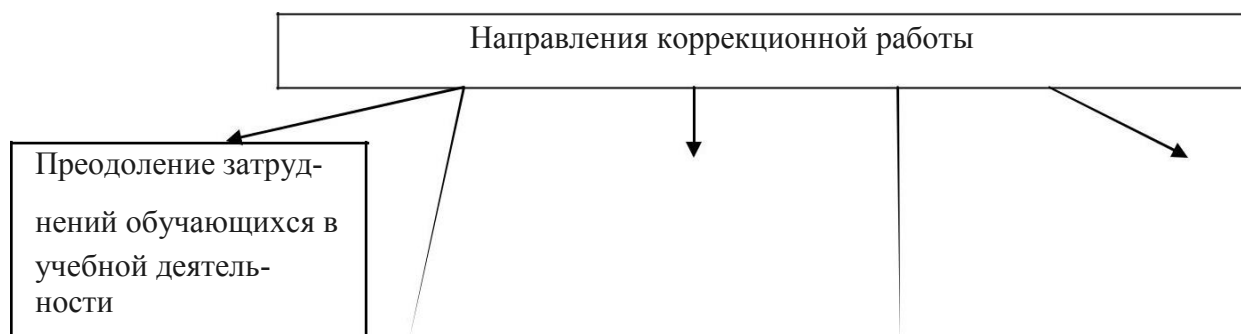 Направления коррекционной работы
Преодоление затруд-
нений обучающихся в
учебной деятель-
ности